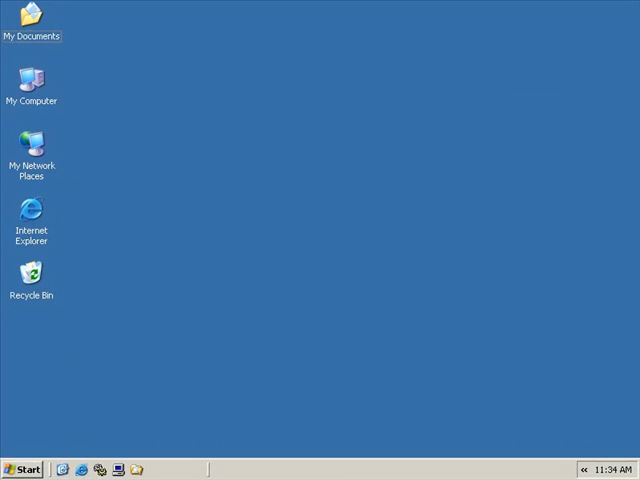 My Documents
My Computer
My Network
Places
Internet
Explorer
Recycle Bin
Start
11:34 AM